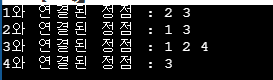 1와 연결된 정점 : 2 3
2와 연결된 정점 : 1 3
3와 연결된 정점 : 1 2 4
4와 연결된 정점 : 3